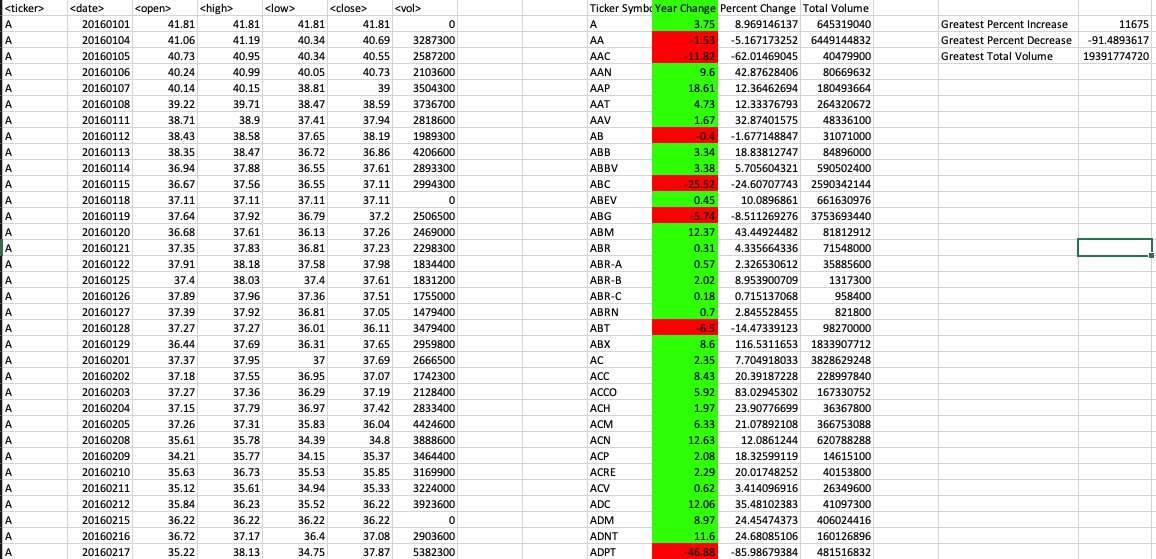 <ticker> <date> <open> <high> <low> <close> <vol> Ticker Symbo Year Change Percent Change Total Volume
A 20160101 41.81 41.81 41.81 41.81 0 A 3.75 8.969146137 645319040 Greatest Percent Increase 11675
A 20160104 41.06 41.19 40.34 40.69 3287300 AA -1.53 -5.167173252 6449144832 Greatest Percent Decrease -91.4893617
A 20160105 40.73 40.95 40.34 40.55 2587200 AAC -11.82 -62.01469045 40479900 Greatest Total Volume 19391774720
A 20160106 40.24 40.99 40.05 40.73 2103600 AAN 9.6 42.87628406 80669632
A 20160107 40.14 40.15 38.81 39 3504300 AAP 18.61 12.36462694 180493664
A 20160108 39.22 39.71 38.47 38.59 3736700 AAT 4.73 12.33376793 264320672
A 20160111 38.71 38.9 37.41 37.94 2818600 AAV 1.67 32.87401575 48336100
A 20160112 38.43 38.58 37.65 38.19 1989300 AB -0.4 -1.677148847 31071000
A 20160113 38.35 38.47 36.72 36.86 4206600 ABB 3.34 18.83812747 84896000
A 20160114 36.94 37.88 36.55 37.61 2893300 ABBV 3.38 5.705604321 590502400
A 20160115 36.67 37.56 36.55 37.11 2994300 ABC -25.52 -24.60707743 2590342144
A 20160118 37.11 37.11 37.11 37.11 0 ABEV 0.45 10.0896861 661630976
A 20160119 37.64 37.92 36.79 37.2 2506500 ABG -5.74 -8.511269276 3753693440
A 20160120 36.68 37.61 36.13 37.26 2469000 ABM 12.37 43.44924482 81812912
A 20160121 37.35 37.83 36.81 37.23 2298300 ABR 0.31 4.335664336 71548000
A 20160122 37.91 38.18 37.58 37.98 1834400 ABR-A 0.57 2.326530612 35885600
A 20160125 37.4 38.03 37.4 37.61 1831200 ABR-B 2.02 8.953900709 1317300
A 20160126 37.89 37.96 37.36 37.51 1755000 ABR-C 0.18 0.715137068 958400
A 20160127 37.39 37.92 36.81 37.05 1479400 ABRN 0.7 2.845528455 821800
A 20160128 37.27 37.27 36.01 36.11 3479400 ABT -6.5 -14.47339123 98270000
A 20160129 36.44 37.69 36.31 37.65 2959800 ABX 8.6 116.5311653 1833907712
A 20160201 37.37 37.95 37 37.69 2666500 AC 2.35 7.704918033 3828629248
A 20160202 37.18 37.55 36.95 37.07 1742300 ACC 8.43 20.39187228 228997840
A 20160203 37.27 37.36 36.29 37.19 2128400 ACCO 5.92 83.02945302 167330752
A 20160204 37.15 37.79 36.97 37.42 2833400 ACH 1.97 23.90776699 36367800
A 20160205 37.26 37.31 35.83 36.04 4424600 ACM 6.33 21.07892108 366753088
A 20160208 35.61 35.78 34.39 34.8 3888600 ACN 12.63 12.0861244 620788288
A 20160209 34.21 35.77 34.15 35.37 3464400 ACP 2.08 18.32599119 14615100
A 20160210 35.63 36.73 35.53 35.85 3169900 ACRE 2.29 20.01748252 40153800
A 20160211 35.12 35.61 34.94 35.33 3224000 ACV 0.62 3.414096916 26349600
A 20160212 35.84 36.23 35.52 36.22 3923600 ADC 12.06 35.48102383 41097300
A 20160215 36.22 36.22 36.22 36.22 0 ADM 8.97 24.45474373 406024416
A 20160216 36.72 37.17 36.4 37.08 2903600 ADNT 11.6 24.68085106 160126896
A 20160217 35.22 38.13 34.75 37.87 5382300 ADPT -46.88 -85.98679384 481516832